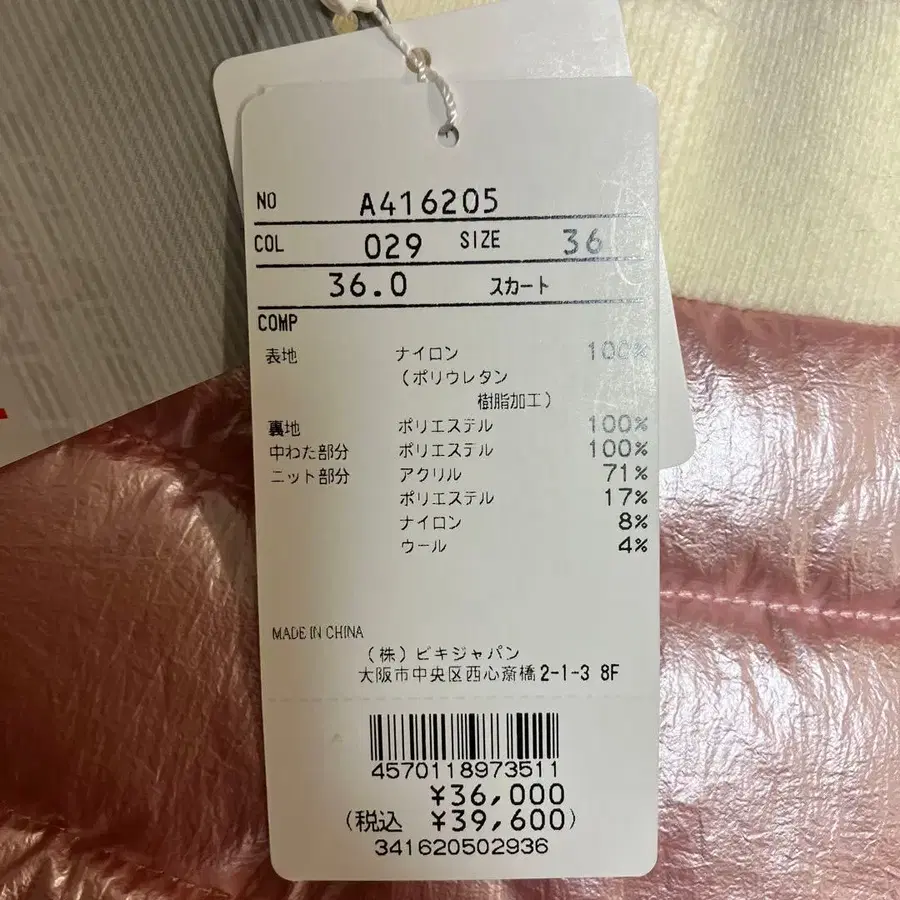 NO A416205
COL 029 SIZE 36
36.0 スカート
COMP
表地 ナイロン 100%
(ポリウレタン
樹脂加工)
裏地 ポリエステル 100%
中わた部分 ポリエステル 100%
ニット部分 アクリル 71%
ポリエステル 17%
ナイロン 8%
ウール 4%
MADE IN CHINA
(株)ビキジャパン
大阪市中央区西心斎橋2-1-3 8F
4570118973511
¥36,000
(税込 ¥39,600)
341620502936